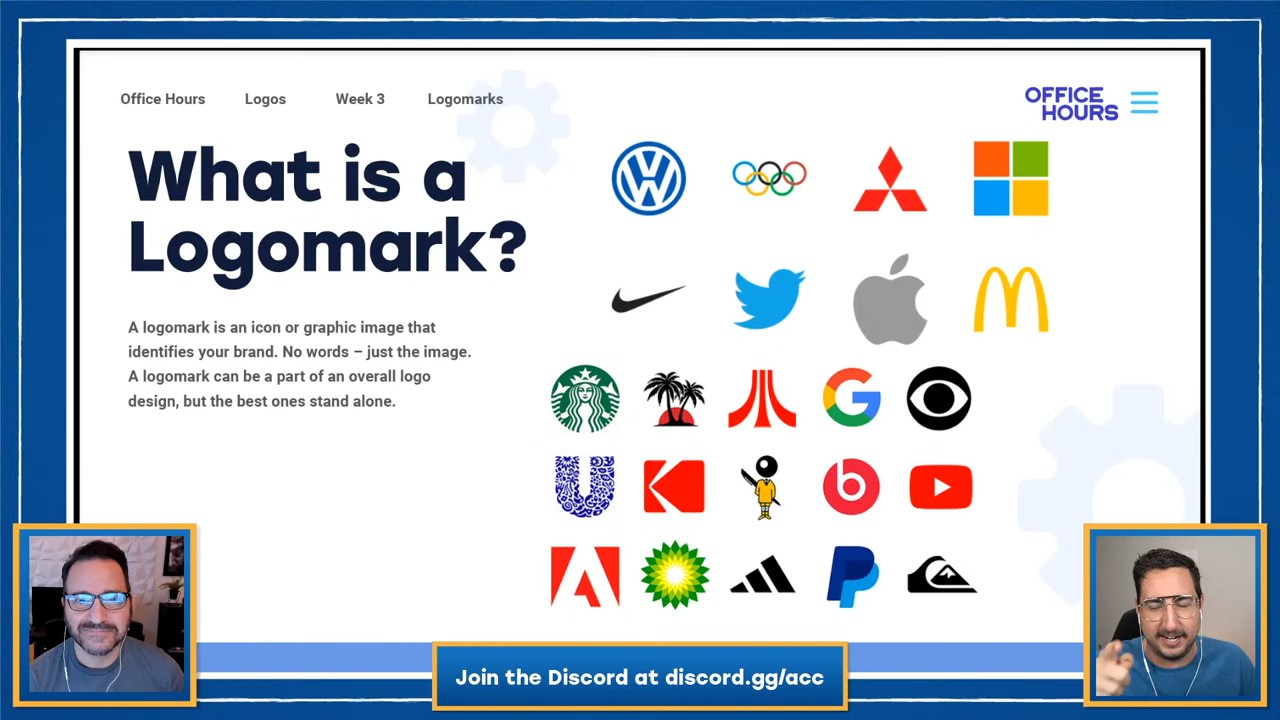 Office Hours Logos Week 3 Logomarks
OFFICE
HOURS
What is a
Logomark?
A logomark is an icon or graphic image that
identifies your brand. No words – just the image.
A logomark can be a part of an overall logo
design, but the best ones stand alone.
Join the Discord at discord.gg/acc